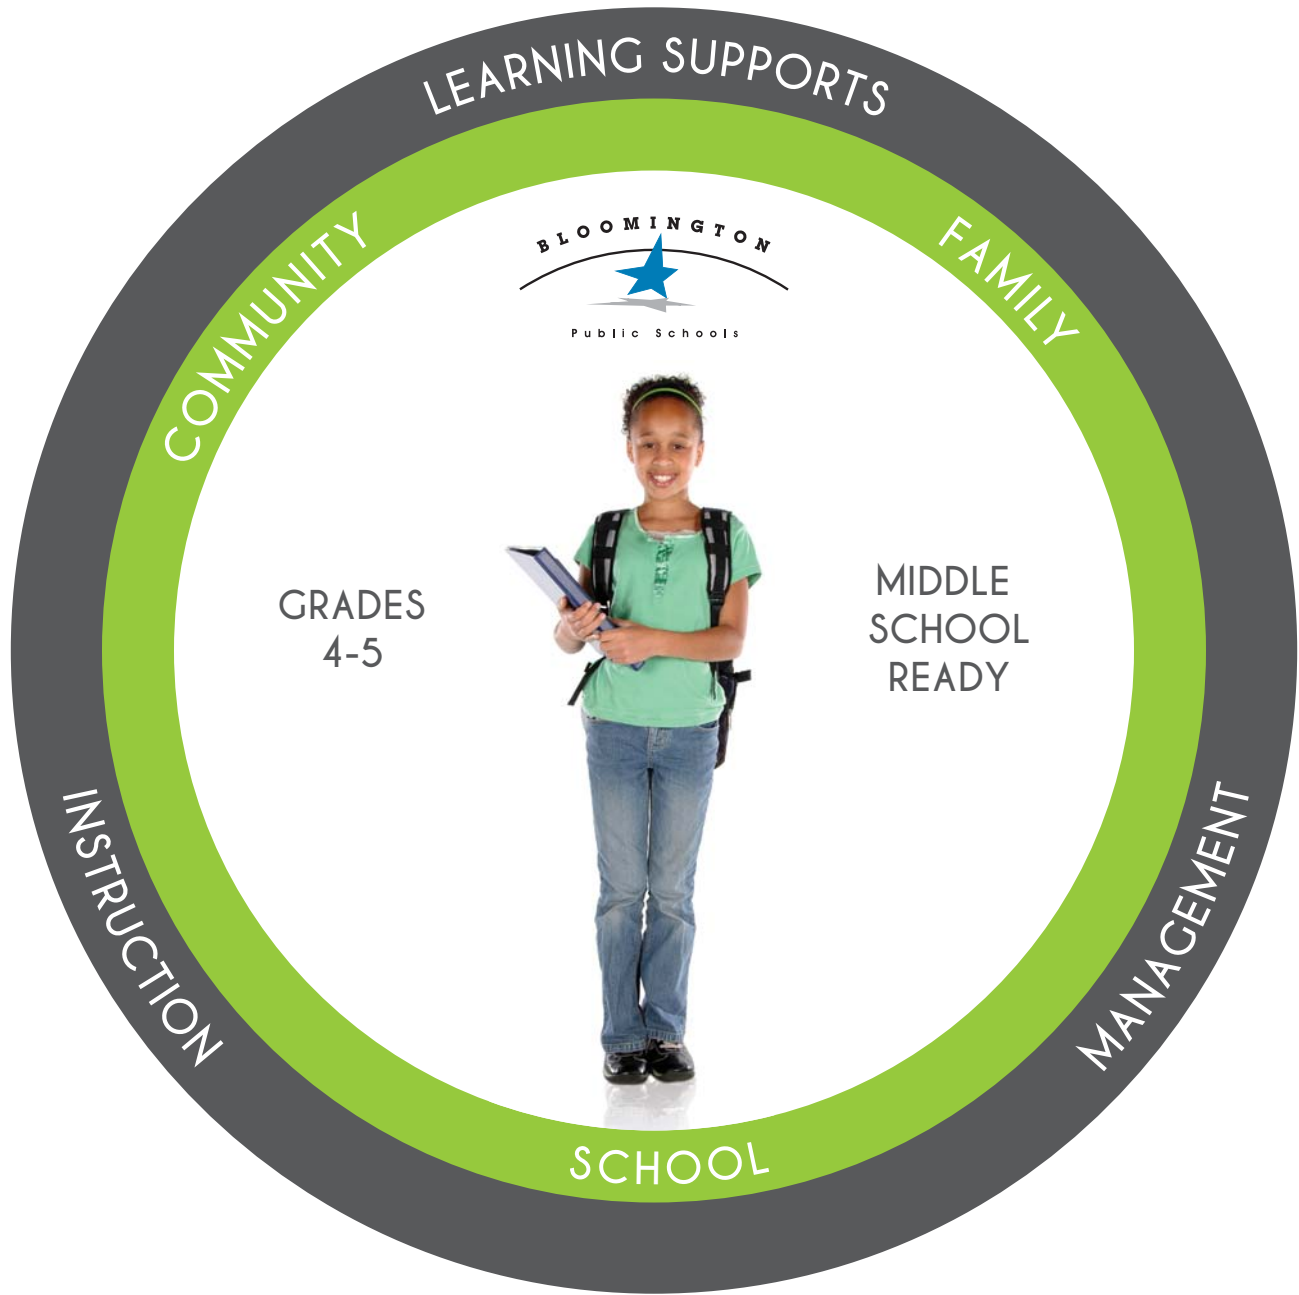 LEARNING SUPPORTS
COMMUNITY
FAMILY
BLOOMINGTON
Public Schools
GRADES
4-5
MIDDLE
SCHOOL
READY
INSTRUCTION
MANAGEMENT
SCHOOL